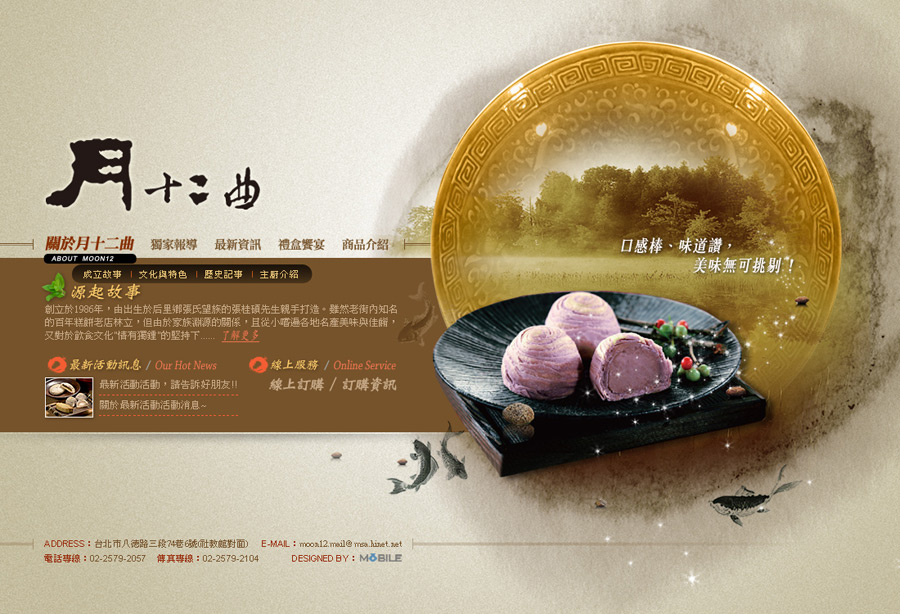 月十二曲
關於月十二曲 獨家報導 最新資訊 禮盒饗宴 商品介紹
ABOUT MOON12
成立故事 | 文化與特色 | 歷史記事 | 主廚介紹
源起故事
創立於1986年，由出生於后里鄉張氏望族的張桂碩先生親手打造。雖然老街內知名
的百年糕餅老店林立，但由於家族淵源的關係，且從小嚐遍各地名產美味與佳餚，
又對於飲食文化"情有獨鍾"的堅持下...... 了解更多
最新活動訊息 / Our Hot News
線上服務 / Online Service
最新活動活動，請告訴好朋友!!
關於最新活動活動消息~
線上訂購 / 訂購資訊
口感棒、味道讚，
美味無可挑剔！
ADDRESS：台北市八德路三段74巷6號(社教館對面) E-MAIL：moon12.mail@msa.hinet.net
電話專線：02-2579-2057 傳真專線：02-2579-2104 DESIGNED BY： MOBILE